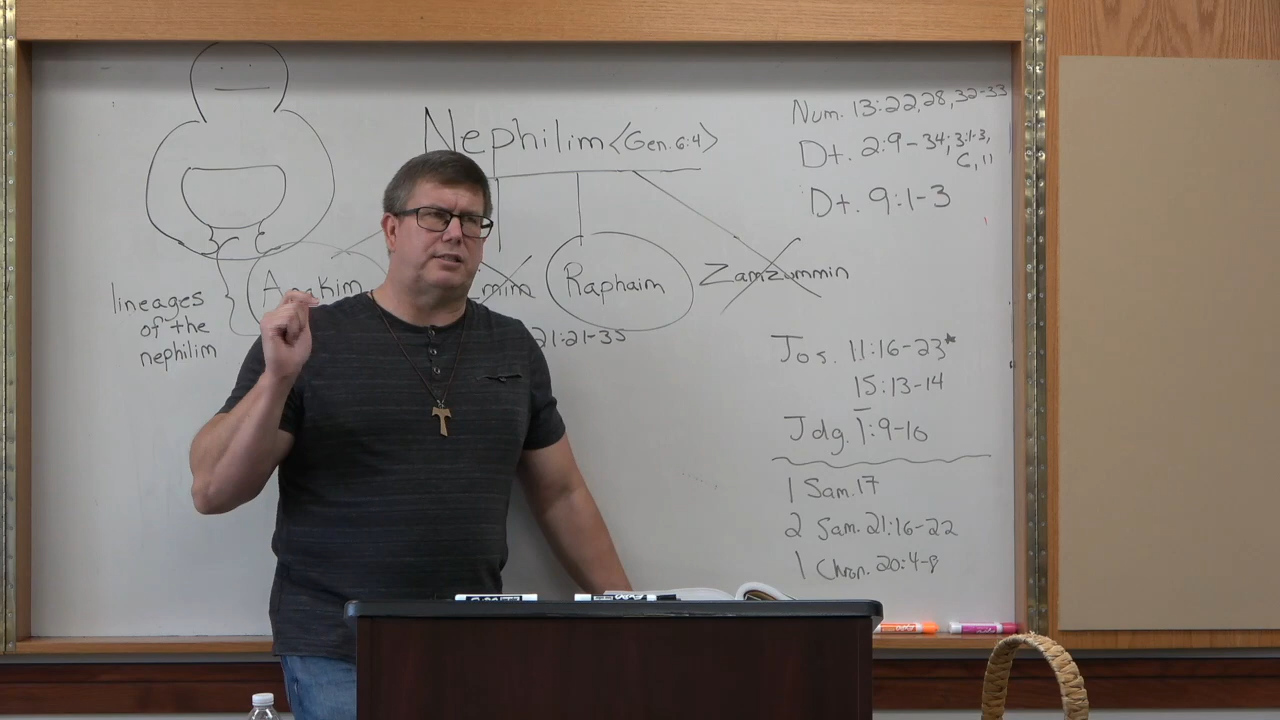 Nephilim <Gen. 6:4>
Anakim
Raphaim
Zamzummin
lineages
of the
nephilim
21:21-35
Num. 13:22,28,32-33
Dt. 2:9-34; 3:1-3,
6, 11
Dt. 9:1-3
Jos. 11:16-23*
15:13-14
Jdg. 1:9-10
1 Sam. 17
2 Sam. 21:16-22
1 Chron. 20:4-8